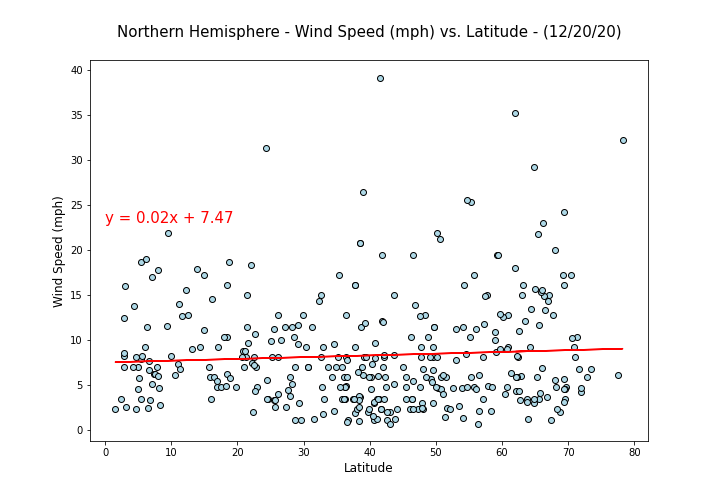 Northern Hemisphere - Wind Speed (mph) vs. Latitude - (12/20/20)
40
35
30
25
y = 0.02x + 7.47
20
15
10
5
0
Wind Speed (mph)
0 10 20 30 40 50 60 70 80
Latitude